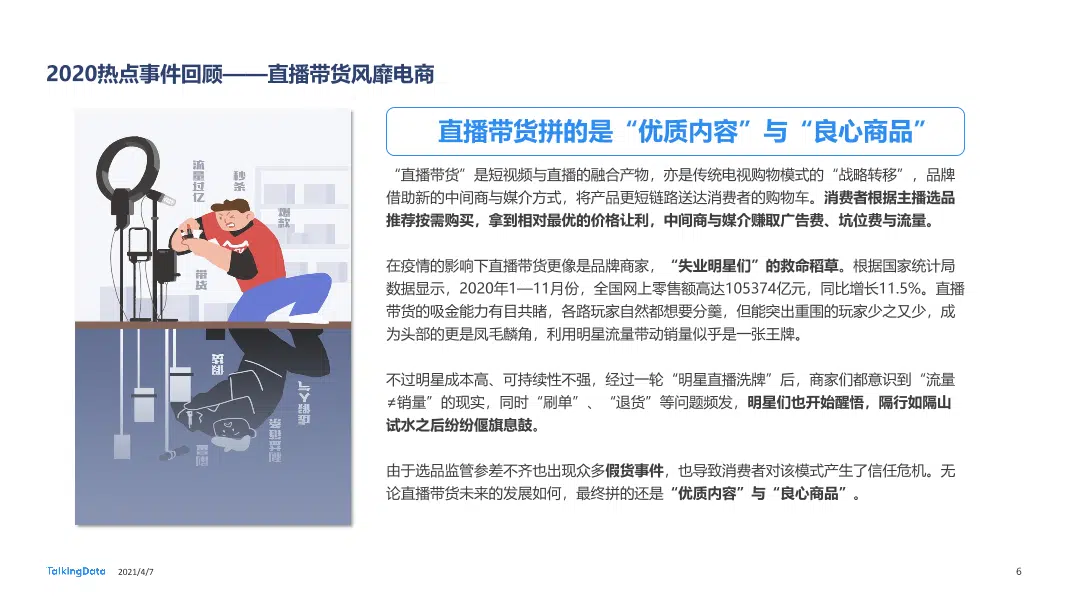 2020热点事件回顾——直播带货风靡电商
流量过亿
秒杀
爆款
带货
假货
虚假人气
直播带货拼的是“优质内容”与“良心商品”
“直播带货”是短视频与直播的融合产物，亦是传统电视购物模式的“战略转移”，品牌
借助新的中间商与媒介方式，将产品更短链路送达消费者的购物车。消费者根据主播选品
推荐按需购买，拿到相对最优的价格让利，中间商与媒介赚取广告费、坑位费与流量。
在疫情的影响下直播带货更像是品牌商家，“失业明星们”的救命稻草。根据国家统计局
数据显示，2020年1—11月份，全国网上零售额高达105374亿元，同比增长11.5%。直播
带货的吸金能力有目共睹，各路玩家自然都想要分羹，但能突出重围的玩家少之又少，成
为头部的更是凤毛麟角，利用明星流量带动销量似乎是一张王牌。
不过明星成本高、可持续性不强，经过一轮“明星直播洗牌”后，商家们都意识到“流量
≠销量”的现实，同时“刷单”、“退货”等问题频发，明星们也开始醒悟，隔行如隔山
试水之后纷纷偃旗息鼓。
由于选品监管参差不齐也出现众多假货事件，也导致消费者对该模式产生了信任危机。无
论直播带货未来的发展如何，最终拼的还是“优质内容”与“良心商品”。
TalkingData
2021/4/7
6